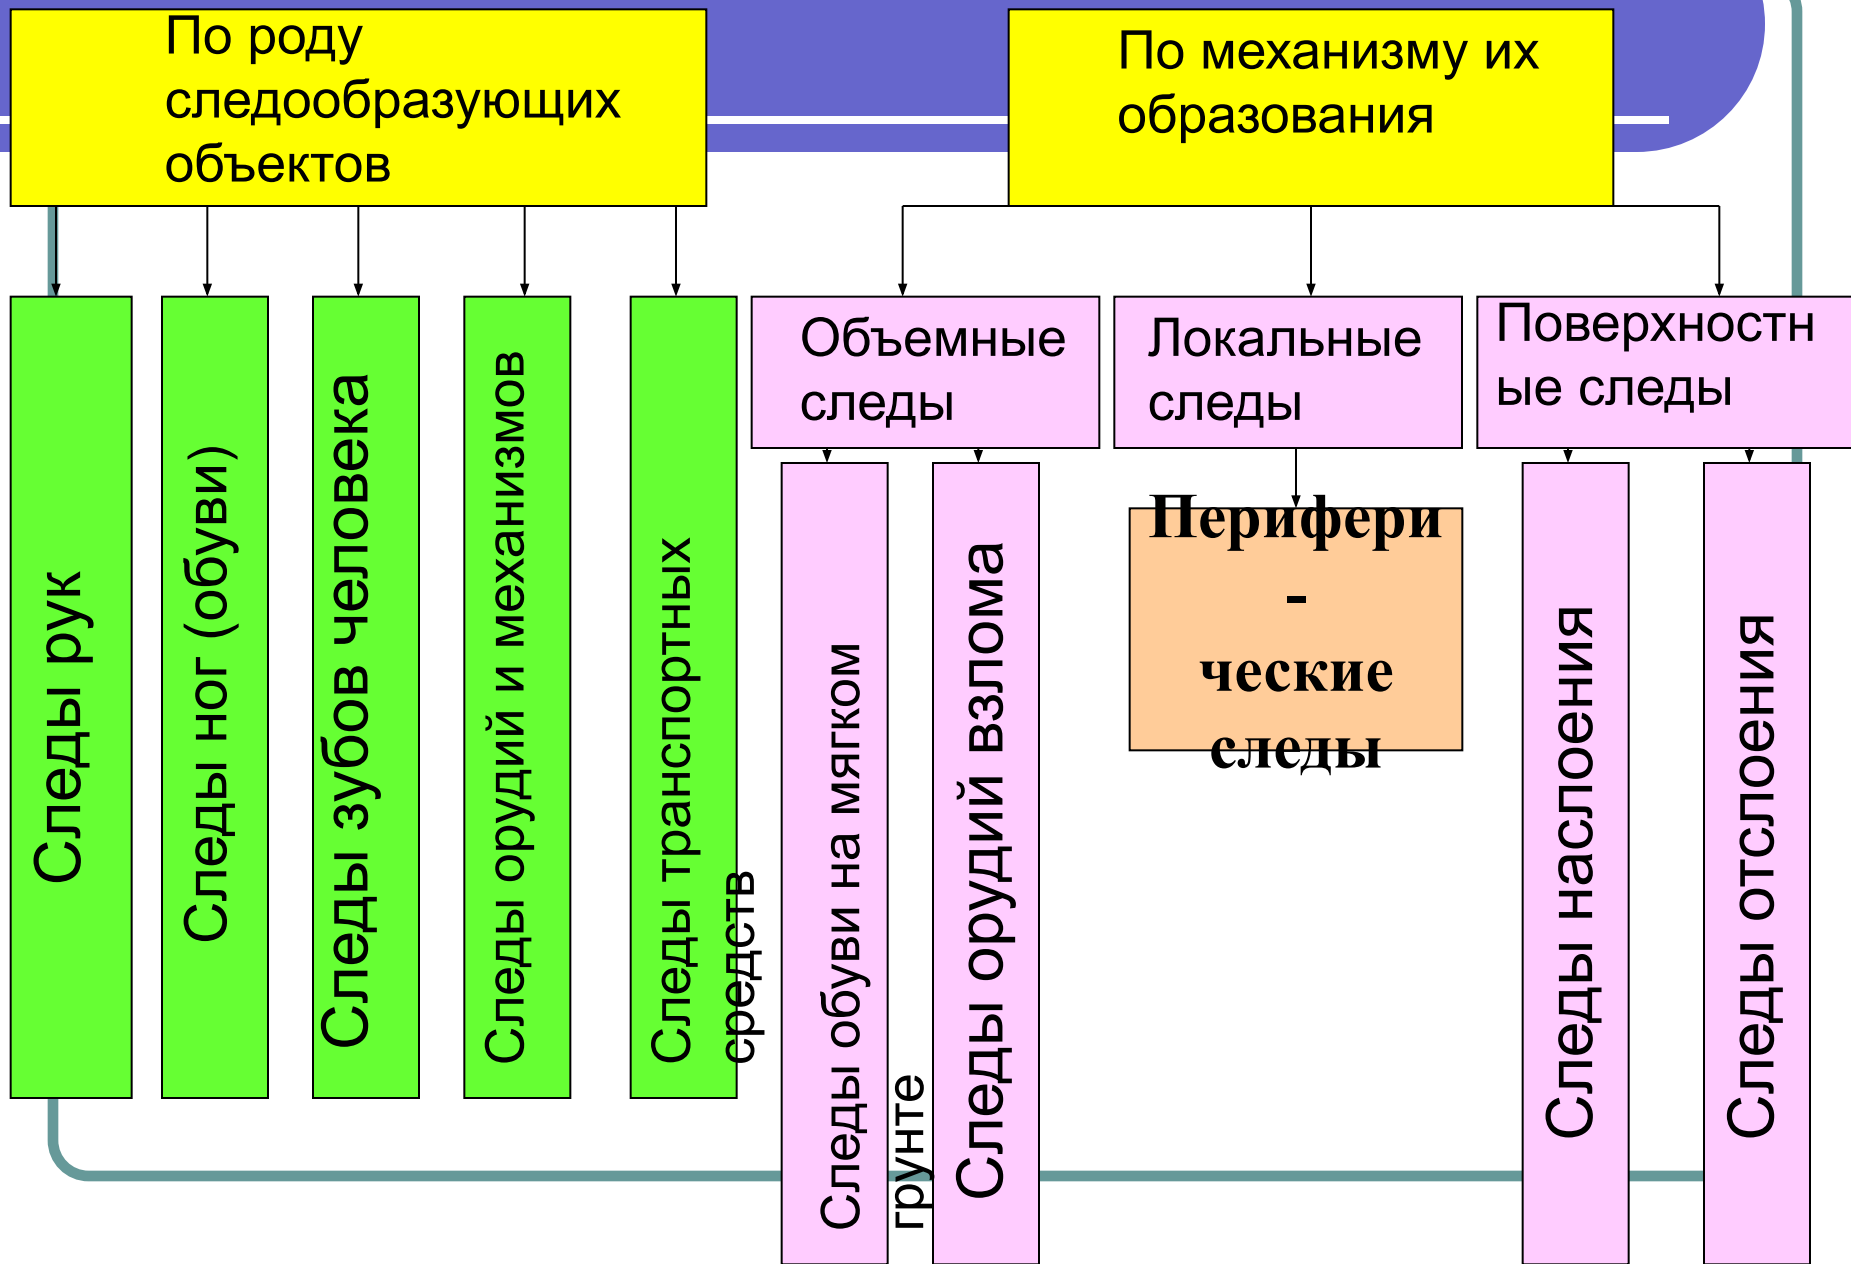 По роду
следообразующих
объектов
По механизму их
образования
Следы рук
Следы ног (обуви)
Следы зубов человека
Следы орудий и механизмов
Следы транспортных
средств
Объемные
следы
Следы обуви на мягком
грунте
Следы орудий взлома
Локальные
следы
Перифери
-
ческие
следы
Поверхностн
ые следы
Следы наслоения
Следы отслоения